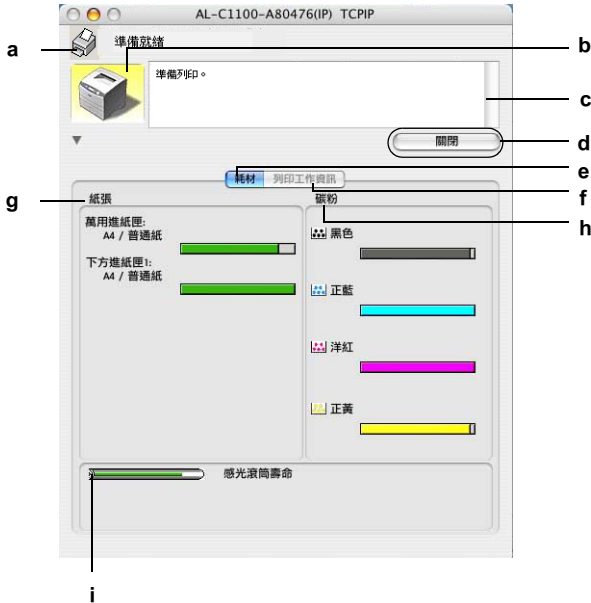 AL-C1100-A80476(IP) TCPIP
a
準備就緒
b
準備列印。
c
關閉
d
耗材
列印工作資訊
e
f
g
紙張
碳粉
h
萬用進紙匣:
A4 / 普通紙
黑色
下方進紙匣1:
A4 / 普通紙
正藍
洋紅
正黃
感光滾筒壽命
i